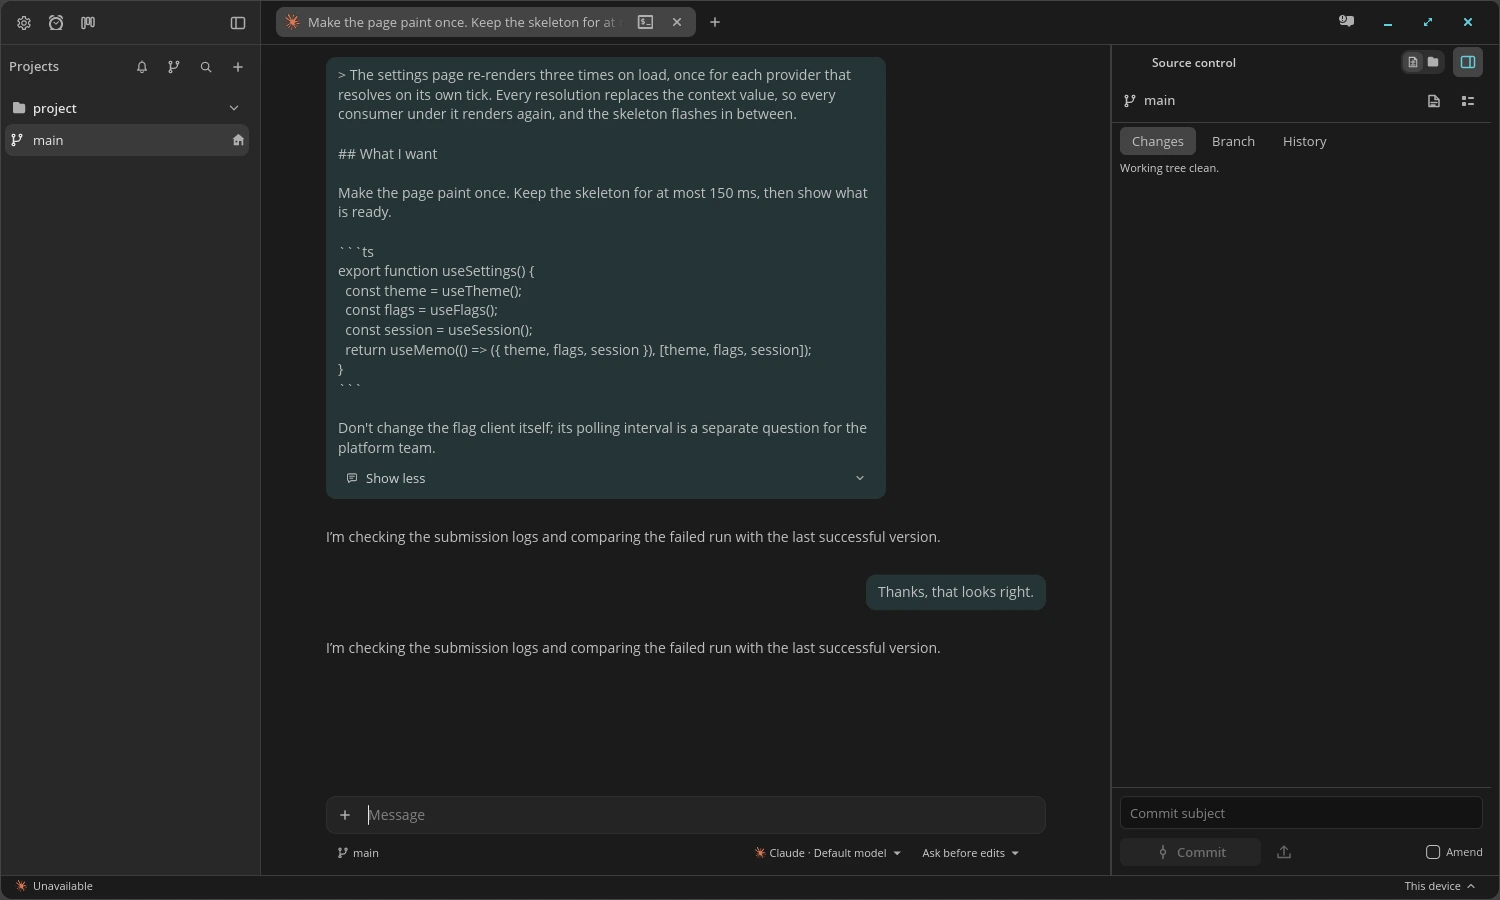 Make the page paint once. Keep the skeleton for at
Projects
project
main
> The settings page re-renders three times on load, once for each provider that
resolves on its own tick. Every resolution replaces the context value, so every
consumer under it renders again, and the skeleton flashes in between.
## What I want
Make the page paint once. Keep the skeleton for at most 150 ms, then show what
is ready.
```ts
export function useSettings() {
  const theme = useTheme();
  const flags = useFlags();
  const session = useSession();
  return useMemo(() => ({ theme, flags, session }), [theme, flags, session]);
}
```
Don't change the flag client itself; its polling interval is a separate question for the
platform team.
Show less
I’m checking the submission logs and comparing the failed run with the last successful version.
Thanks, that looks right.
I’m checking the submission logs and comparing the failed run with the last successful version.
Message
main
Claude · Default model
Ask before edits
Source control
main
Changes
Branch
History
Working tree clean.
Commit subject
Commit
Amend
Unavailable
This device